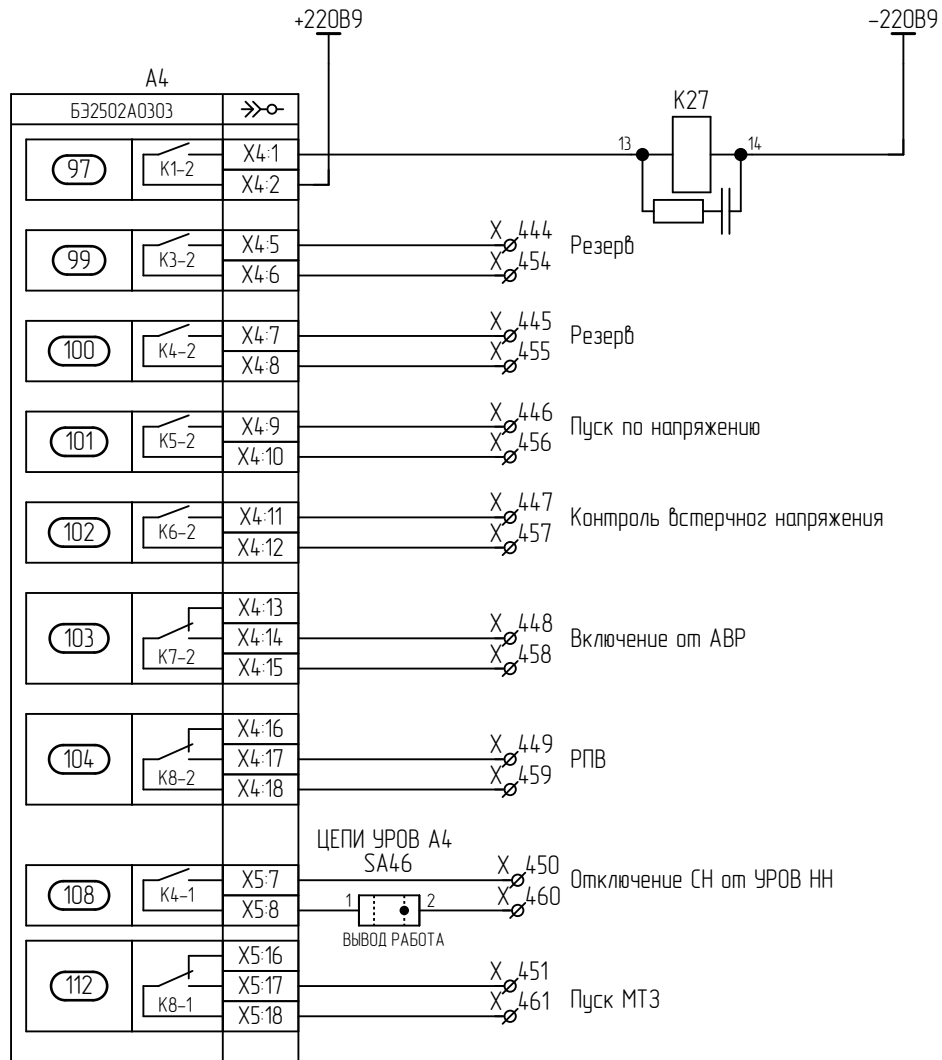 +220В9
-220В9
А4
БЭ2502А0303
К27
97
К1-2
Х4:1
Х4:2
13
14
99
К3-2
Х4:5
Х4:6
Х 444
Х 454
Резерв
100
К4-2
Х4:7
Х4:8
Х 445
Х 455
Резерв
101
К5-2
Х4:9
Х4:10
Х 446
Х 456
Пуск по напряжению
102
К6-2
Х4:11
Х4:12
Х 447
Х 457
Контроль встерчног напряжения
103
К7-2
Х4:13
Х4:14
Х4:15
Х 448
Х 458
Включение от АВР
104
К8-2
Х4:16
Х4:17
Х4:18
Х 449
Х 459
РПВ
ЦЕПИ УРОВ А4
SA46
108
К4-1
Х5:7
Х5:8
1
2
ВЫВОД РАБОТА
Х 450
Х 460
Отключение СН от УРОВ НН
112
К8-1
Х5:16
Х5:17
Х5:18
Х 451
Х 461
Пуск МТЗ